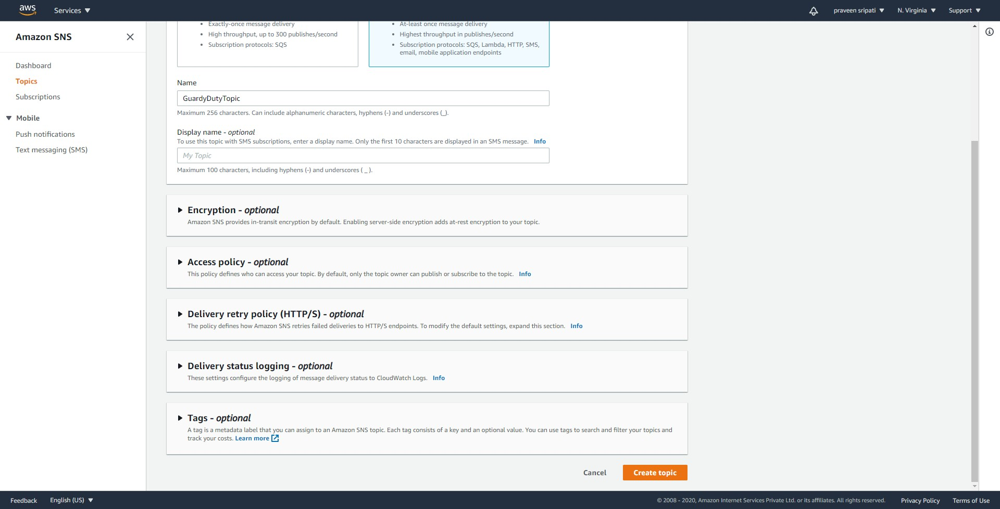 aws
Services
praveen sripati
N. Virginia
Support
Amazon SNS
Dashboard
Topics
Subscriptions
Mobile
Push notifications
Text messaging (SMS)
Exactly-once message delivery
High throughput, up to 300 publishes/second
Subscription protocols: SQS
At-least once message delivery
Highest throughput in publishes/second
Subscription protocols: SQS, Lambda, HTTP, SMS,
email, mobile application endpoints
Name
GuardyDutyTopic
Maximum 256 characters. Can include alphanumeric characters, hyphens (-) and underscores (_).
Display name - optional
To use this topic with SMS subscriptions, enter a display name. Only the first 10 characters are displayed in an SMS message. Info
My Topic
Maximum 100 characters, including hyphens (-) and underscores ( _ ).
Encryption - optional
Amazon SNS provides in-transit encryption by default. Enabling server-side encryption adds at-rest encryption to your topic.
Access policy - optional
This policy defines who can access your topic. By default, only the topic owner can publish or subscribe to the topic. Info
Delivery retry policy (HTTP/S) - optional
The policy defines how Amazon SNS retries failed deliveries to HTTP/S endpoints. To modify the default settings, expand this section. Info
Delivery status logging - optional
These settings configure the logging of message delivery status to CloudWatch Logs. Info
Tags - optional
A tag is a metadata label that you can assign to an Amazon SNS topic. Each tag consists of a key and an optional value. You can use tags to search and filter your topics and
track your costs. Learn more
Cancel
Create topic
Feedback
English (US)
© 2008 - 2020, Amazon Internet Services Private Ltd. or its affiliates. All rights reserved.
Privacy Policy
Terms of Use